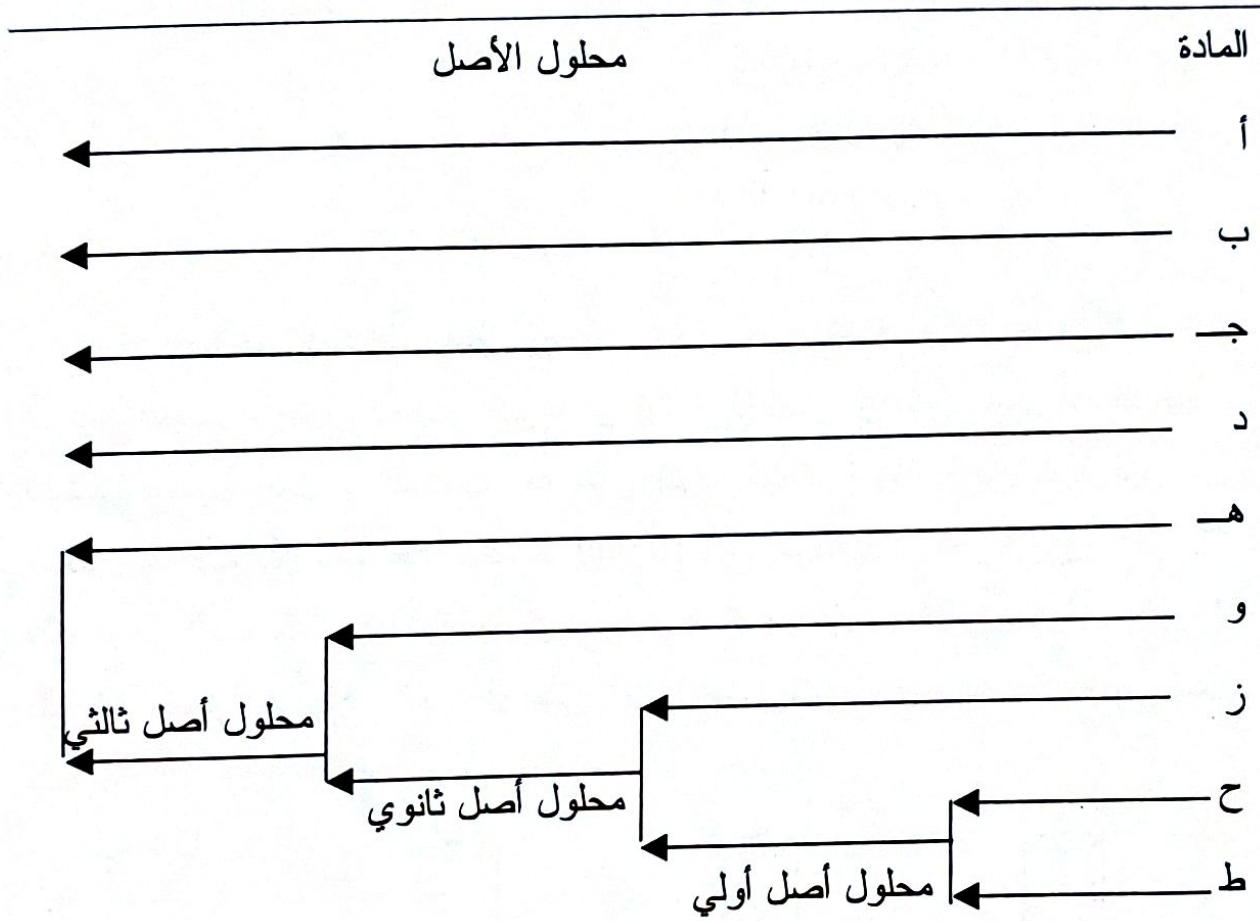 المادة محلول الأصل
أ
ب
جـ
د
هـ
و
ز
محلول أصل ثالثي
ح
محلول أصل ثانوي
ط
محلول أصل أولي